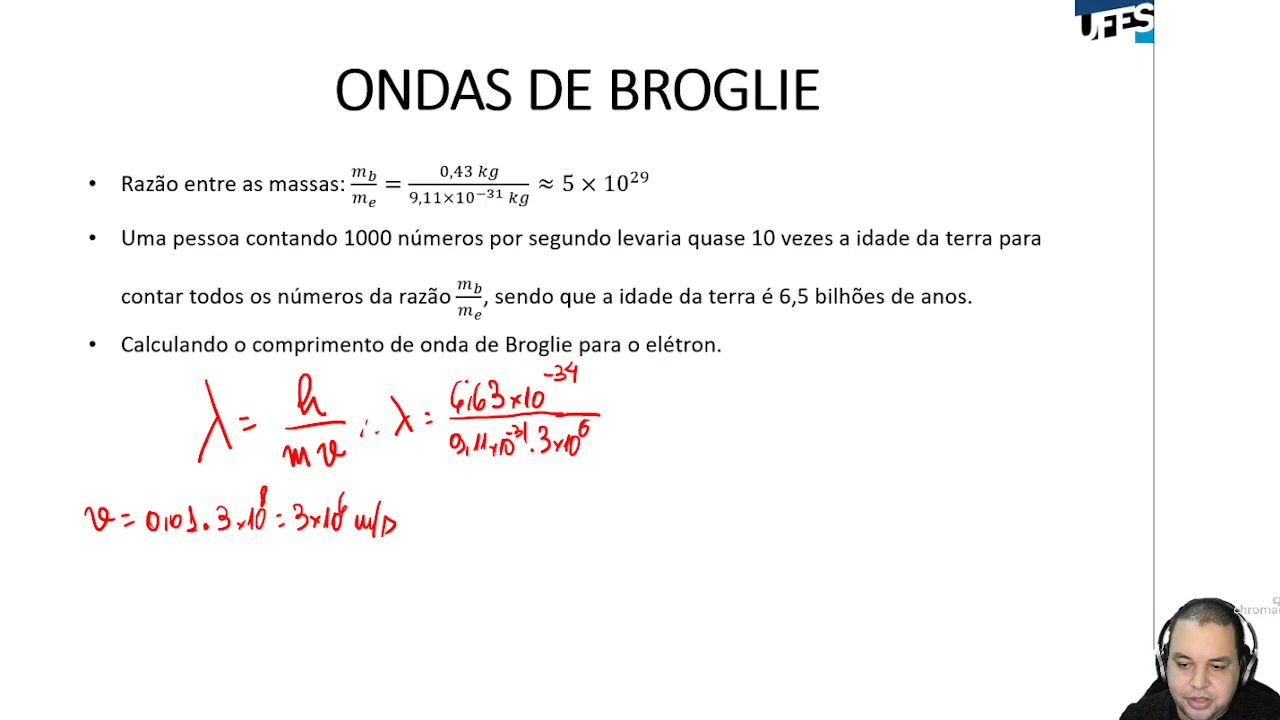 UFES
ONDAS DE BROGLIE
• Razão entre as massas: m_b/m_e = 0,43 kg / 9,11×10^−31 kg ≈ 5 × 10^29
• Uma pessoa contando 1000 números por segundo levaria quase 10 vezes a idade da terra para
contar todos os números da razão m_b/m_e, sendo que a idade da terra é 6,5 bilhões de anos.
• Calculando o comprimento de onda de Broglie para o elétron.
λ = h / m v ∴ λ = 6,63×10^-34 / 9,11×10^-31 . 3×10^6
v = 0,01 . 3×10^8 = 3×10^6 m/s